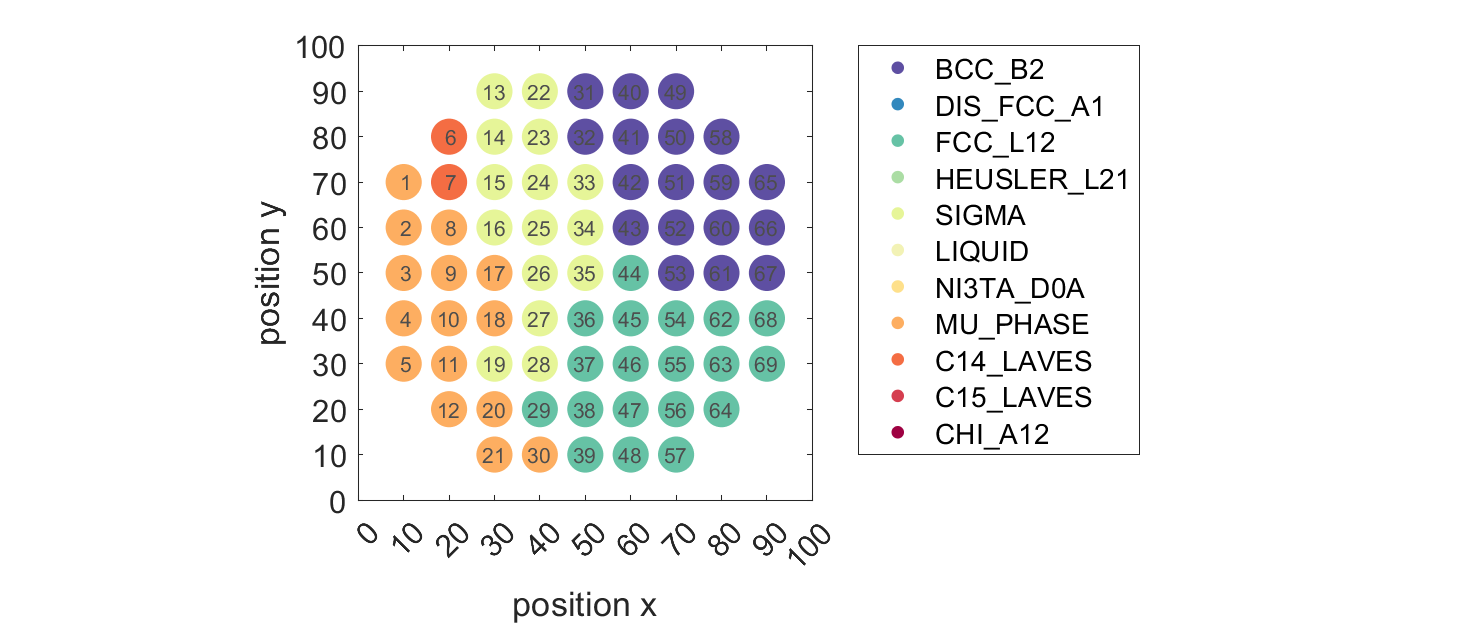 100
90
80
70
60
50
40
30
20
10
0
position y
13 22 31 40 49
6 14 23 32 41 50 58
1 7 15 24 33 42 51 59 65
2 8 16 25 34 43 52 60 66
3 9 17 26 35 44 53 61 67
4 10 18 27 36 45 54 62 68
5 11 19 28 37 46 55 63 69
12 20 29 38 47 56 64
21 30 39 48 57
0 10 20 30 40 50 60 70 80 90 100
position x
BCC_B2
DIS_FCC_A1
FCC_L12
HEUSLER_L21
SIGMA
LIQUID
NI3TA_D0A
MU_PHASE
C14_LAVES
C15_LAVES
CHI_A12